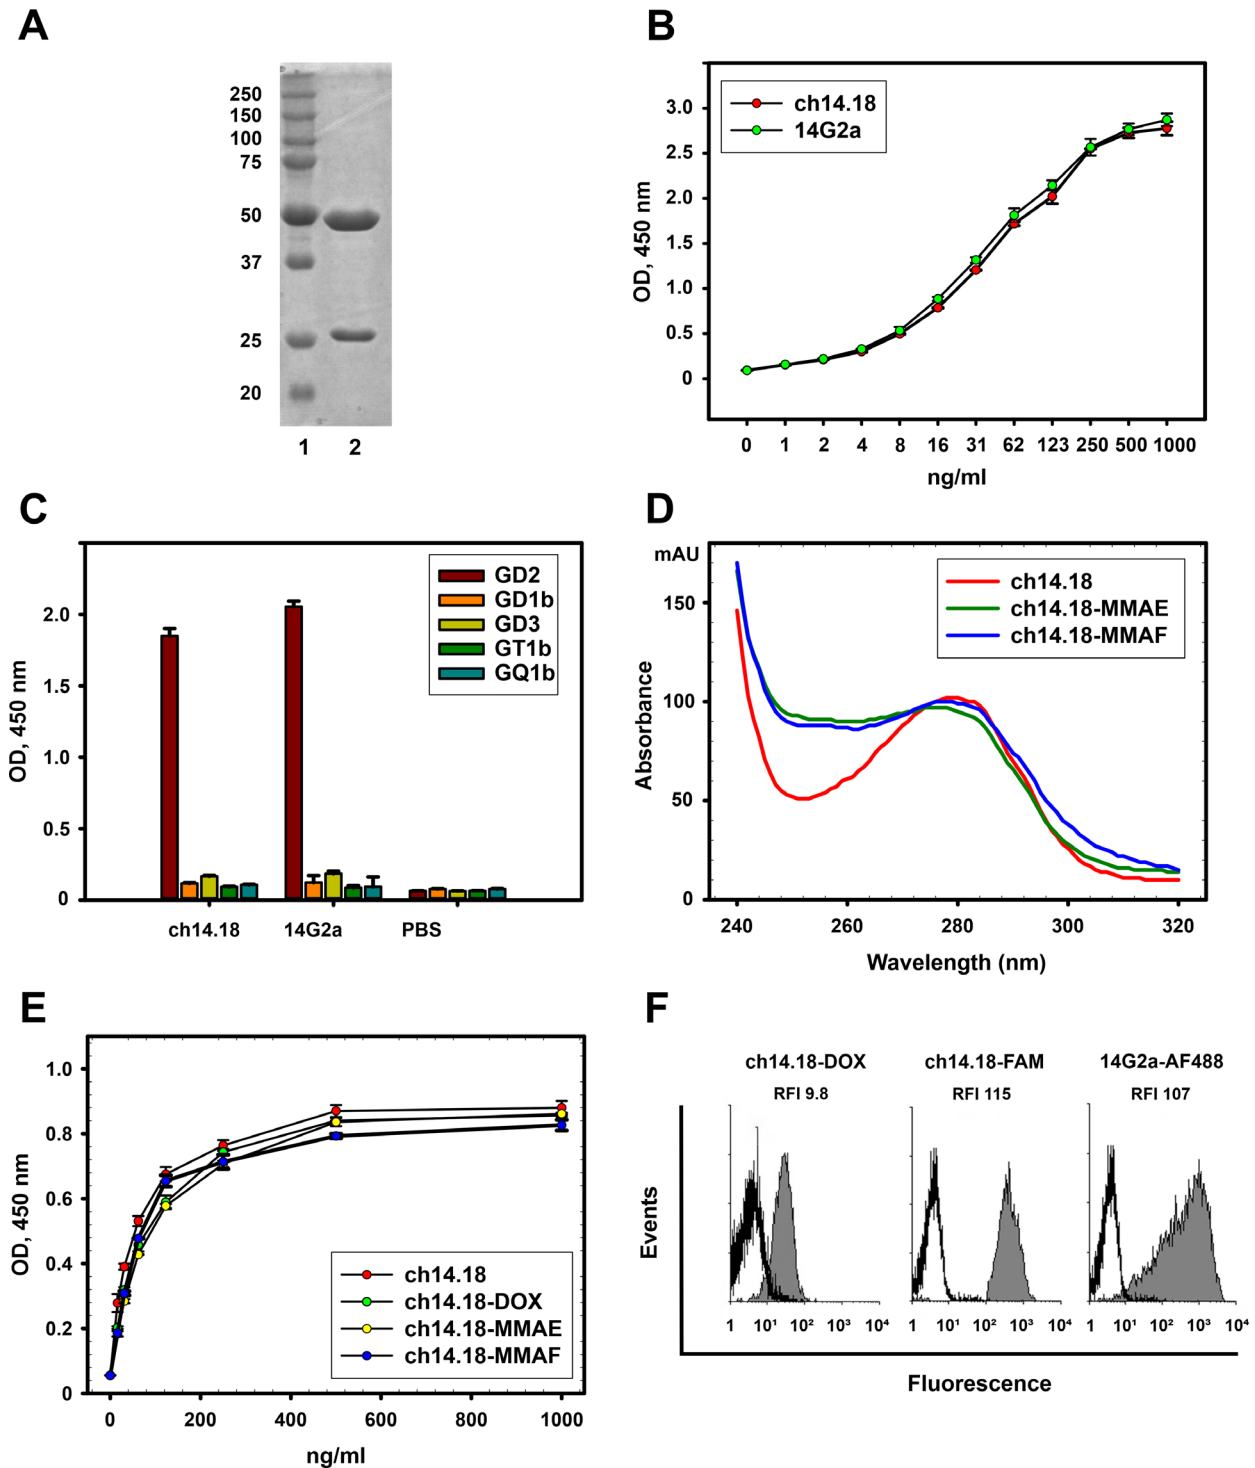 A
250
150
100
75
50
37
25
20
1 2
B
ch14.18
14G2a
OD, 450 nm
3.0
2.5
2.0
1.5
1.0
0.5
0
0 1 2 4 8 16 31 62 123 250 500 1000
ng/ml
C
GD2
GD1b
GD3
GT1b
GQ1b
OD, 450 nm
2.0
1.5
1.0
0.5
0
ch14.18 14G2a PBS
D
mAU
ch14.18
ch14.18-MMAE
ch14.18-MMAF
Absorbance
150
100
50
0
240 260 280 300 320
Wavelength (nm)
E
OD, 450 nm
1.0
0.8
0.6
0.4
0.2
0
ch14.18
ch14.18-DOX
ch14.18-MMAE
ch14.18-MMAF
0 200 400 600 800 1000
ng/ml
F
ch14.18-DOX ch14.18-FAM 14G2a-AF488
RFI 9.8 RFI 115 RFI 107
Events
1 10¹ 10² 10³ 10⁴ 1 10¹ 10² 10³ 10⁴ 1 10¹ 10² 10³ 10⁴
Fluorescence